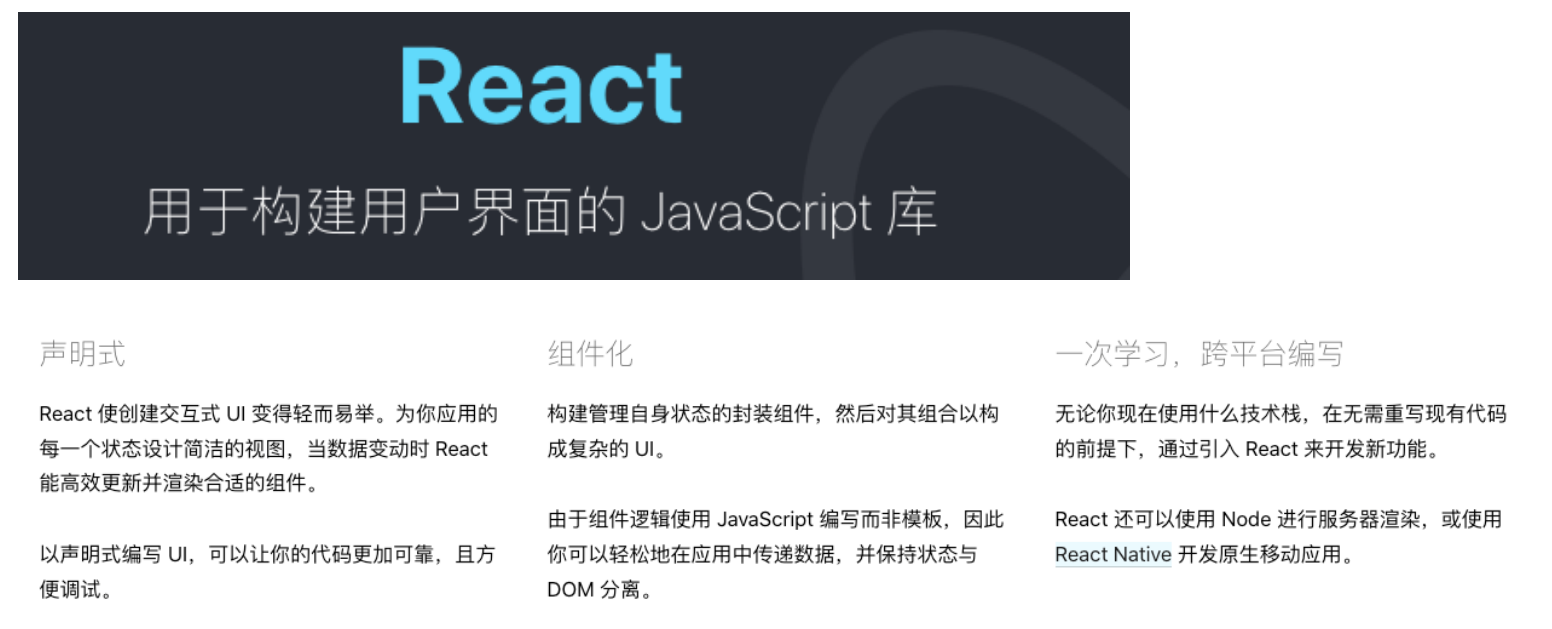 React
用于构建用户界面的 JavaScript 库
声明式
React 使创建交互式 UI 变得轻而易举。为你应用的
每一个状态设计简洁的视图，当数据变动时 React
能高效更新并渲染合适的组件。
以声明式编写 UI，可以让你的代码更加可靠，且方
便调试。
组件化
构建管理自身状态的封装组件，然后对其组合以构
成复杂的 UI。
由于组件逻辑使用 JavaScript 编写而非模板，因此
你可以轻松地在应用中传递数据，并保持状态与
DOM 分离。
一次学习，跨平台编写
无论你现在使用什么技术栈，在无需重写现有代码
的前提下，通过引入 React 来开发新功能。
React 还可以使用 Node 进行服务器渲染，或使用
React Native 开发原生移动应用。